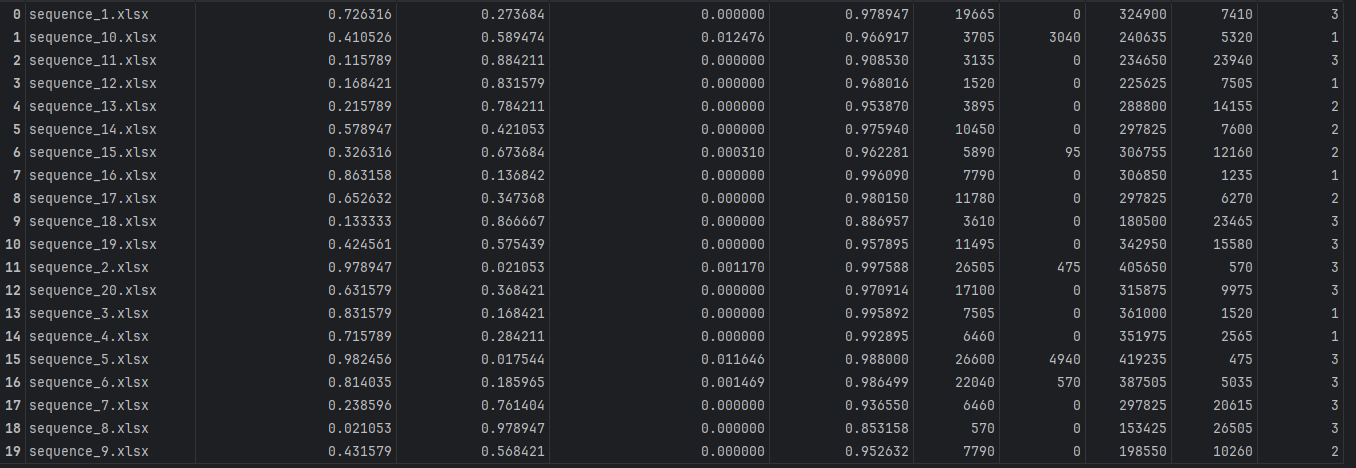 0 sequence_1.xlsx 0.726316 0.273684 0.000000 0.978947 19665 0 324900 7410 3
1 sequence_10.xlsx 0.410526 0.589474 0.012476 0.966917 3705 3040 240635 5320 1
2 sequence_11.xlsx 0.115789 0.884211 0.000000 0.908530 3135 0 234650 23940 3
3 sequence_12.xlsx 0.168421 0.831579 0.000000 0.968016 1520 0 225625 7505 1
4 sequence_13.xlsx 0.215789 0.784211 0.000000 0.953870 3895 0 288800 14155 2
5 sequence_14.xlsx 0.578947 0.421053 0.000000 0.975940 10450 0 297825 7600 2
6 sequence_15.xlsx 0.326316 0.673684 0.000310 0.962281 5890 95 306755 12160 2
7 sequence_16.xlsx 0.863158 0.136842 0.000000 0.996090 7790 0 306850 1235 1
8 sequence_17.xlsx 0.652632 0.347368 0.000000 0.980150 11780 0 297825 6270 2
9 sequence_18.xlsx 0.133333 0.866667 0.000000 0.886957 3610 0 180500 23465 3
10 sequence_19.xlsx 0.424561 0.575439 0.000000 0.957895 11495 0 342950 15580 3
11 sequence_2.xlsx 0.978947 0.021053 0.001170 0.997588 26505 475 405650 570 3
12 sequence_20.xlsx 0.631579 0.368421 0.000000 0.970914 17100 0 315875 9975 3
13 sequence_3.xlsx 0.831579 0.168421 0.000000 0.995892 7505 0 361000 1520 1
14 sequence_4.xlsx 0.715789 0.284211 0.000000 0.992895 6460 0 351975 2565 1
15 sequence_5.xlsx 0.982456 0.017544 0.011646 0.988000 26600 4940 419235 475 3
16 sequence_6.xlsx 0.814035 0.185965 0.001469 0.986499 22040 570 387505 5035 3
17 sequence_7.xlsx 0.238596 0.761404 0.000000 0.936550 6460 0 297825 20615 3
18 sequence_8.xlsx 0.021053 0.978947 0.000000 0.853158 570 0 153425 26505 3
19 sequence_9.xlsx 0.431579 0.568421 0.000000 0.952632 7790 0 198550 10260 2